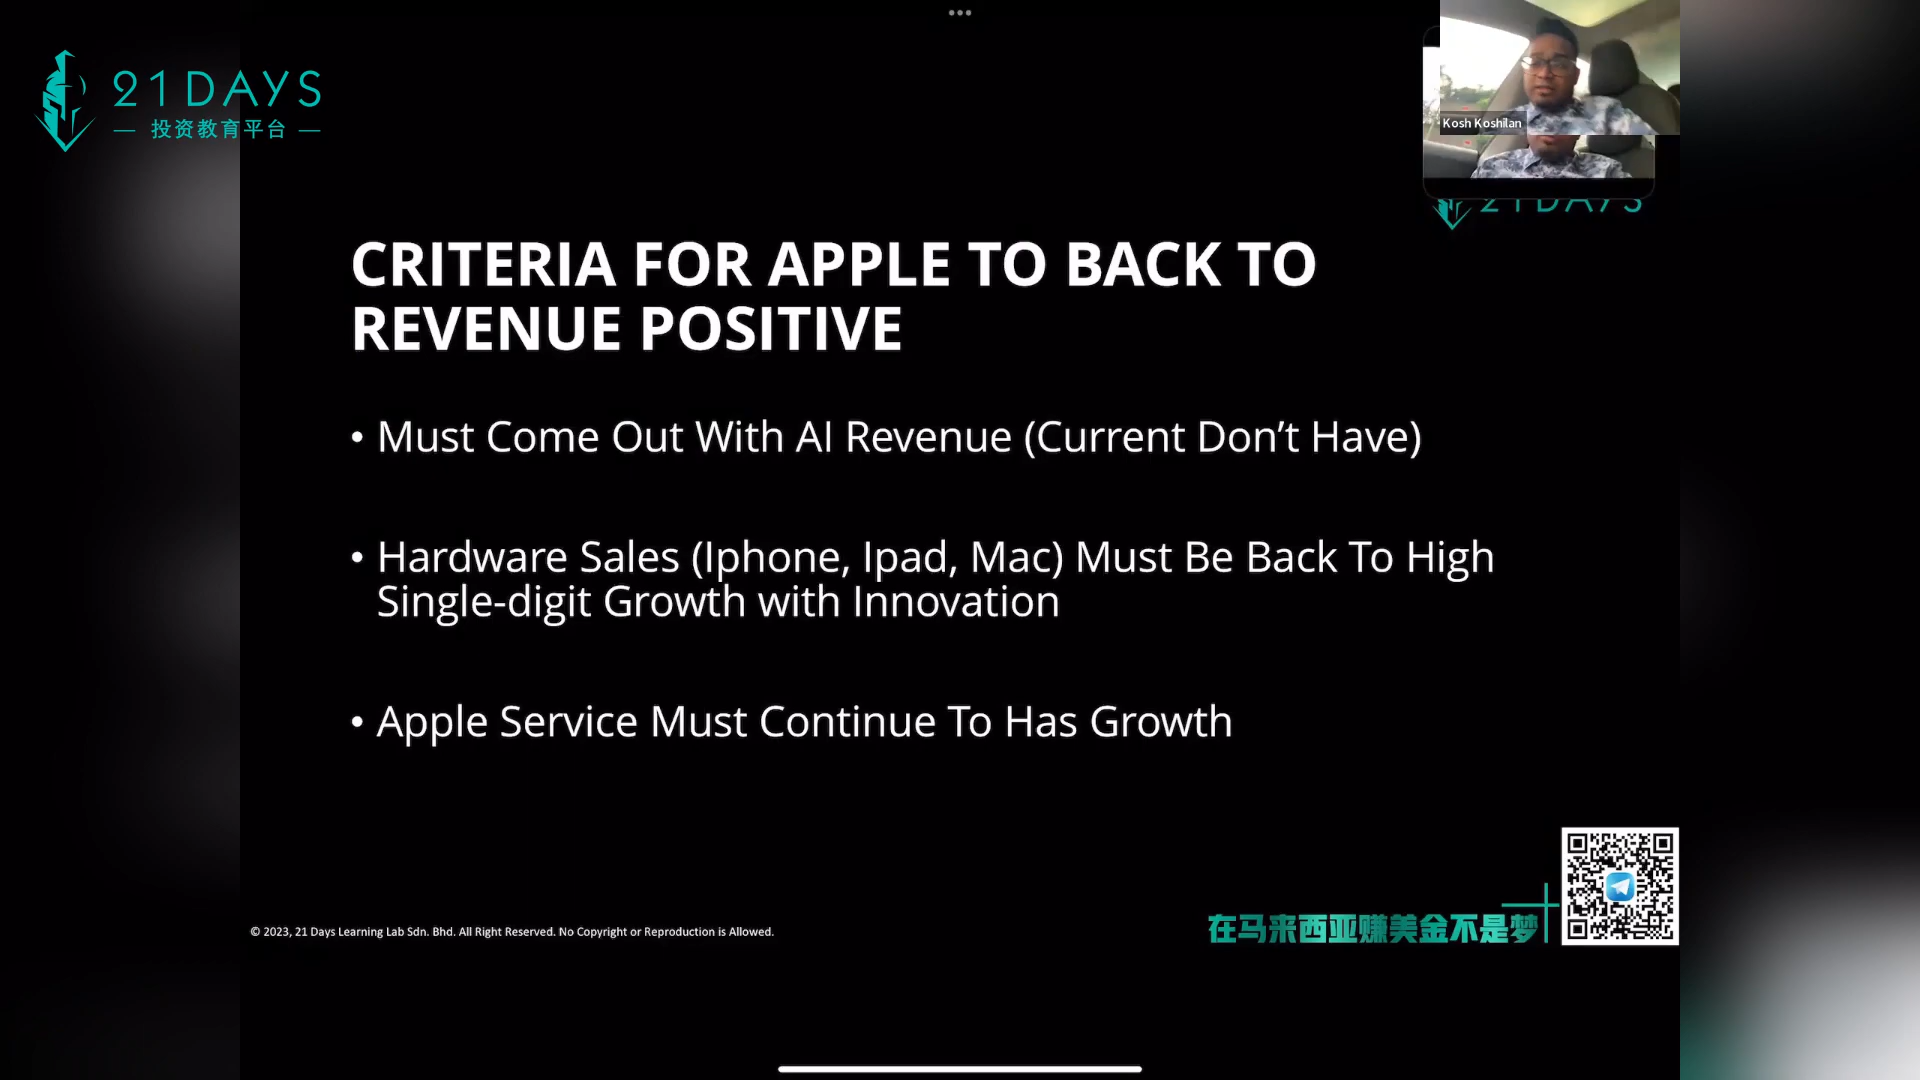 21DAYS
— 投资教育平台 —
Kosh Koshilan
21DAYS
CRITERIA FOR APPLE TO BACK TO
REVENUE POSITIVE
• Must Come Out With AI Revenue (Current Don’t Have)
• Hardware Sales (Iphone, Ipad, Mac) Must Be Back To High
Single-digit Growth with Innovation
• Apple Service Must Continue To Has Growth
© 2023, 21 Days Learning Lab Sdn. Bhd. All Right Reserved. No Copyright or Reproduction is Allowed.
在马来西亚赚美金不是梦